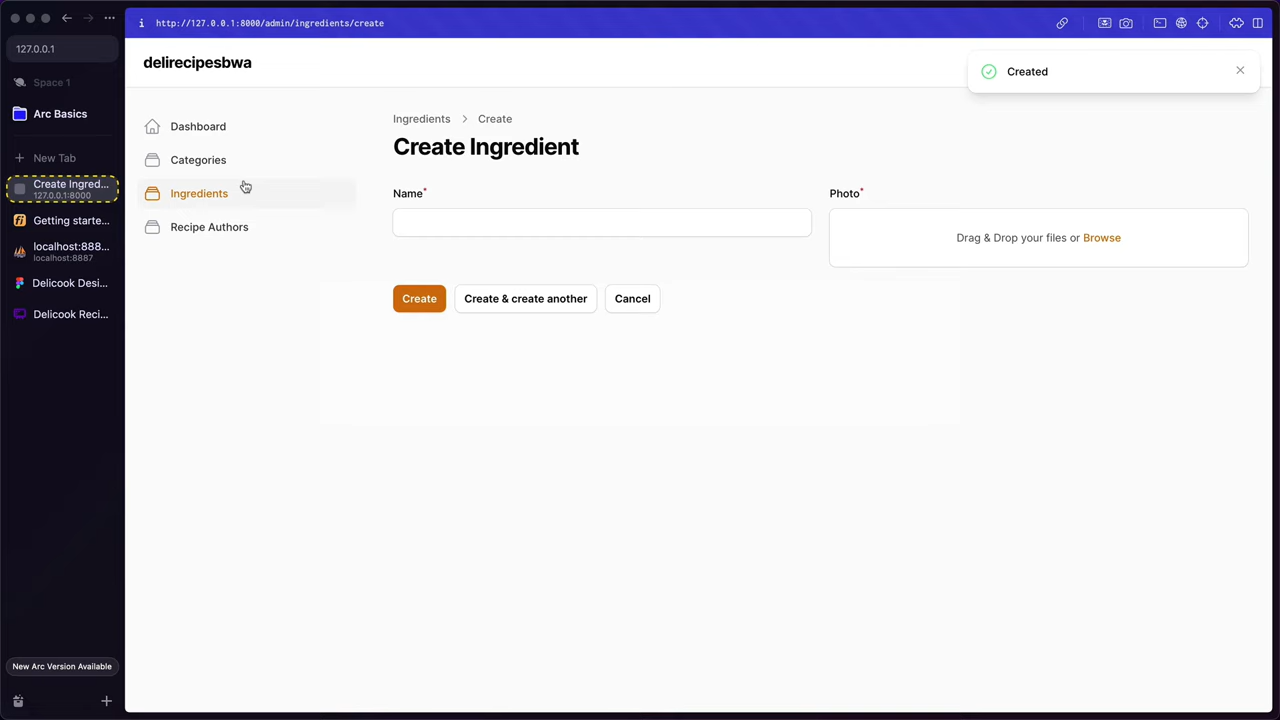 http://127.0.0.1:8000/admin/ingredients/create
127.0.0.1
Space 1
Arc Basics
New Tab
Create Ingred...
127.0.0.1:8000
Getting starte...
localhost:888...
localhost:8887
Delicook Desi...
Delicook Reci...
New Arc Version Available
delirecipesbwa
Created
Dashboard
Categories
Ingredients
Recipe Authors
Ingredients > Create
Create Ingredient
Name*
Photo*
Drag & Drop your files or Browse
Create
Create & create another
Cancel